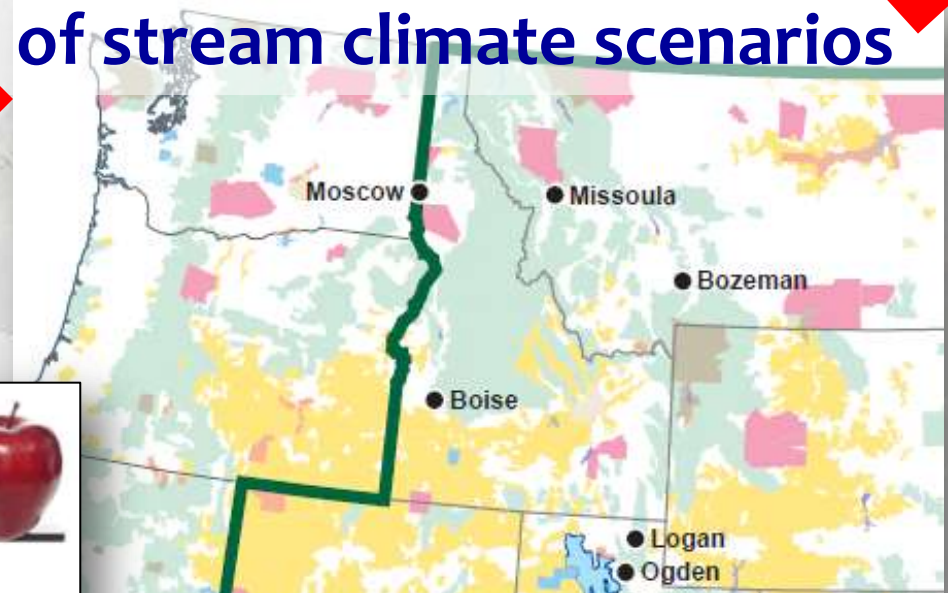 of stream climate scenarios
Moscow
Missoula
Bozeman
Boise
Logan
Ogden